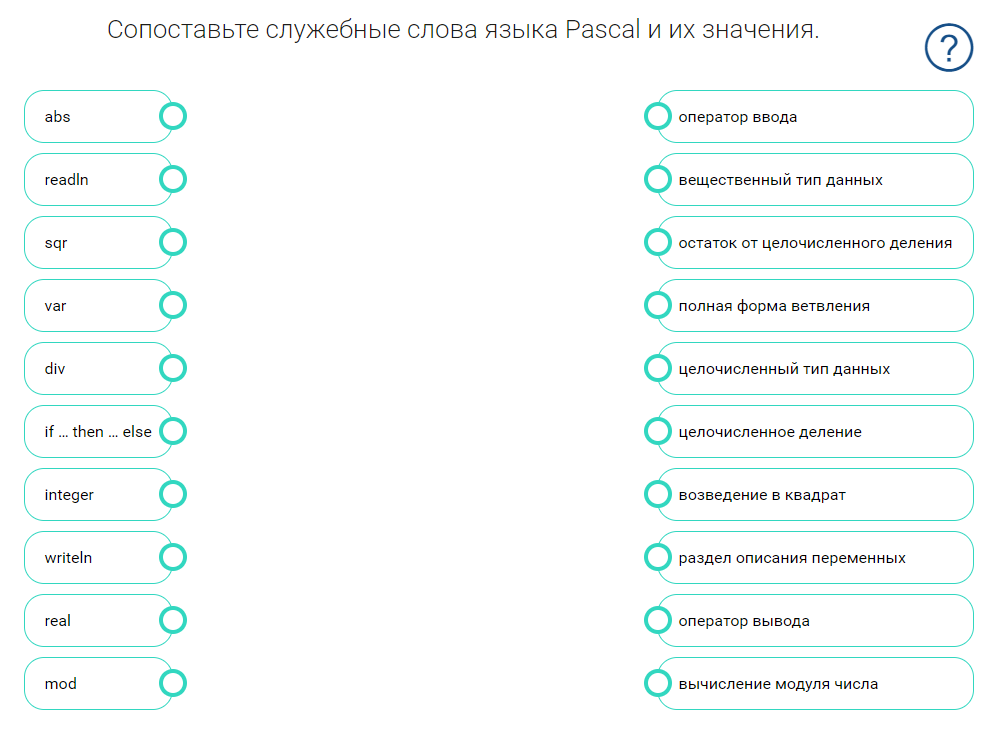 Сопоставьте служебные слова языка Pascal и их значения.
?
abs
оператор ввода
readln
вещественный тип данных
sqr
остаток от целочисленного деления
var
полная форма ветвления
div
целочисленный тип данных
if ... then ... else
целочисленное деление
integer
возведение в квадрат
writeln
раздел описания переменных
real
оператор вывода
mod
вычисление модуля числа